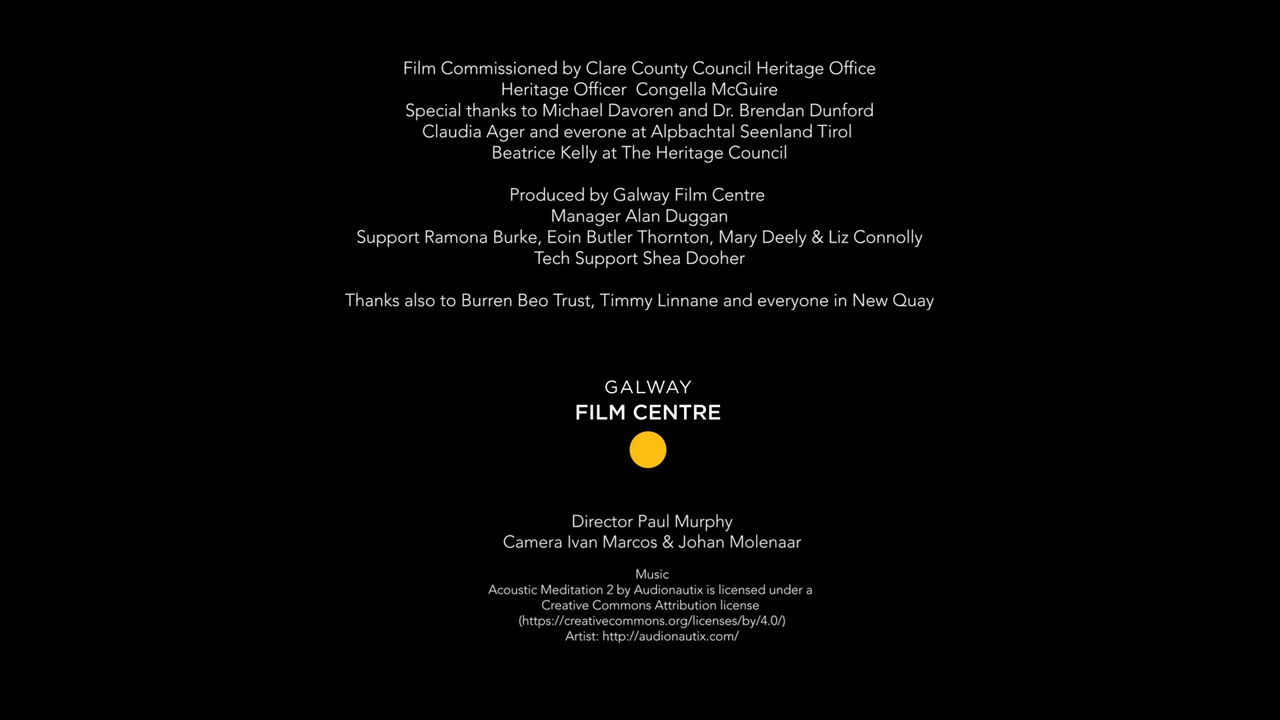 Film Commissioned by Clare County Council Heritage Office
Heritage Officer  Congella McGuire
Special thanks to Michael Davoren and Dr. Brendan Dunford
Claudia Ager and everone at Alpbachtal Seenland Tirol
Beatrice Kelly at The Heritage Council
Produced by Galway Film Centre
Manager Alan Duggan
Support Ramona Burke, Eoin Butler Thornton, Mary Deely & Liz Connolly
Tech Support Shea Dooher
Thanks also to Burren Beo Trust, Timmy Linnane and everyone in New Quay
GALWAY
FILM CENTRE
Director Paul Murphy
Camera Ivan Marcos & Johan Molenaar
Music
Acoustic Meditation 2 by Audionautix is licensed under a
Creative Commons Attribution license
(https://creativecommons.org/licenses/by/4.0/)
Artist: http://audionautix.com/